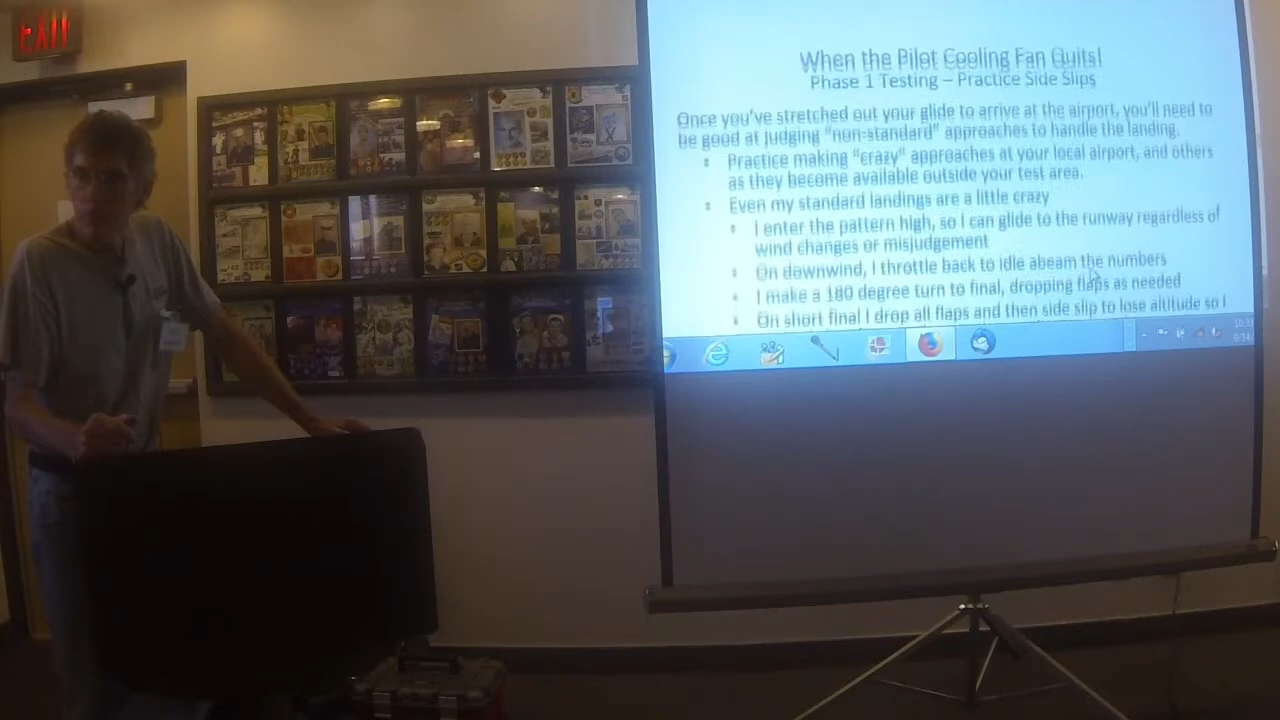 EXIT
When the Pilot Cooling Fan Quits!
Phase 1 Testing – Practice Side Slips
Once you've stretched out your glide to arrive at the airport, you'll need to
be good at judging "non-standard" approaches to handle the landing.
Practice making "crazy" approaches at your local airport, and others
as they become available outside your test area.
Even my standard landings are a little crazy
I enter the pattern high, so I can glide to the runway regardless of
wind changes or misjudgement
On downwind, I throttle back to idle abeam the numbers
I make a 180 degree turn to final, dropping flaps as needed
On short final I drop all flaps and then side slip to lose altitude so I